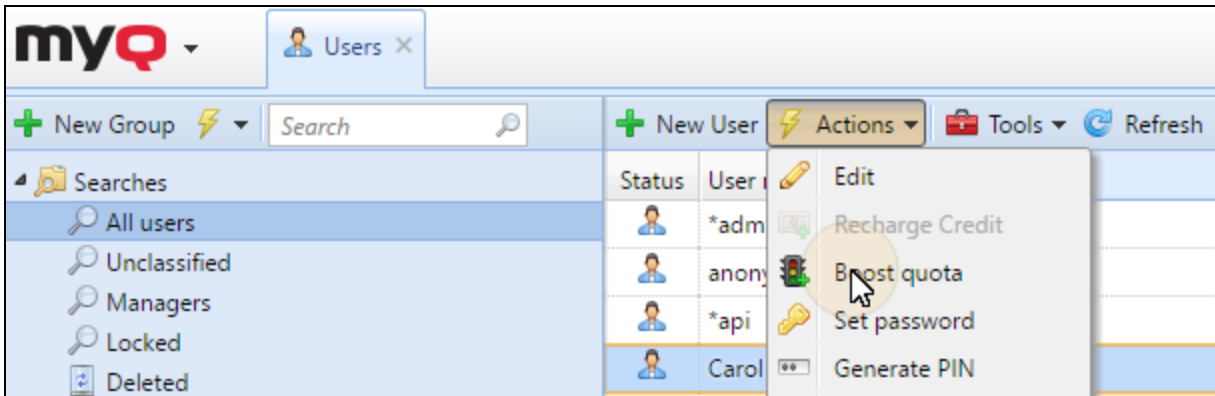 myQ
Users
New Group
Search
New User
Actions
Tools
Refresh
Searches
All users
Unclassified
Managers
Locked
Deleted
Status
User
*adm
anony
*api
Carol
Edit
Recharge Credit
Boost quota
Set password
Generate PIN